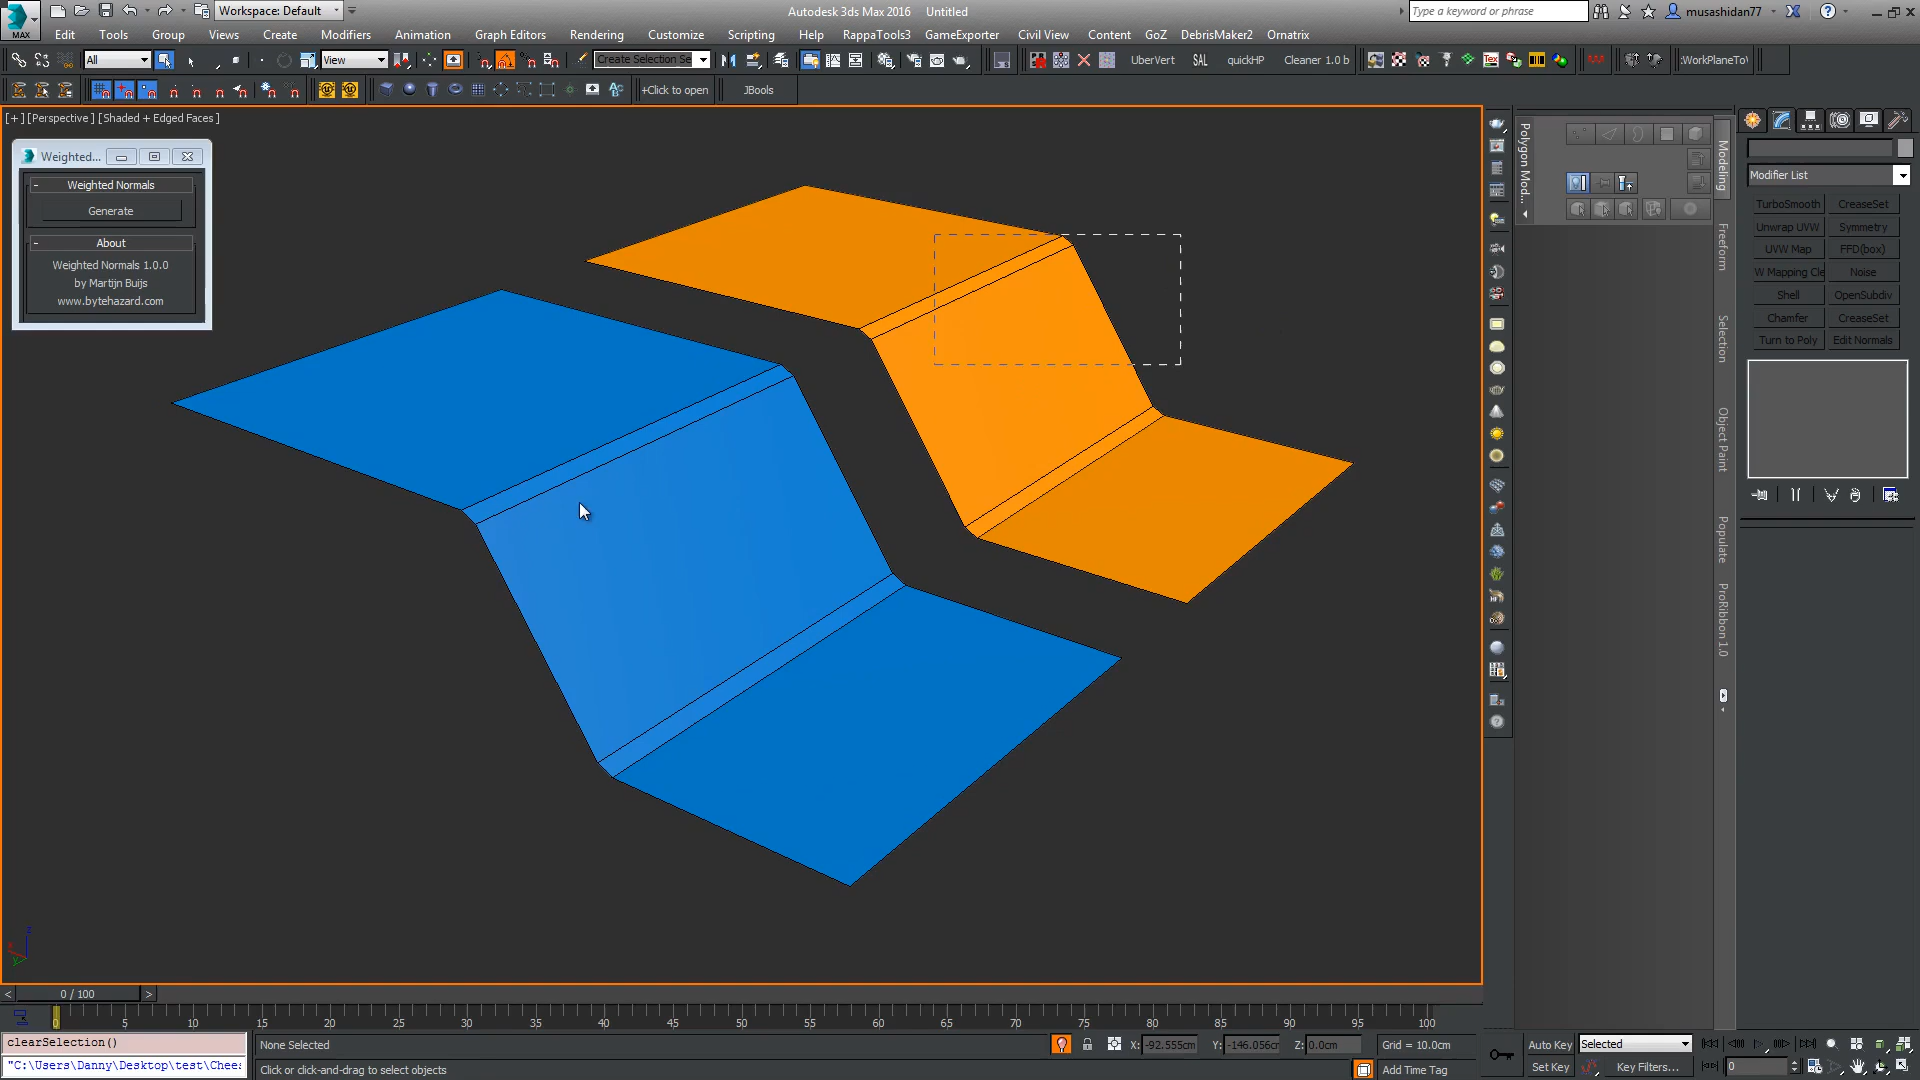 Workspace: Default
Autodesk 3ds Max 2016 Untitled
Type a keyword or phrase
musashidan77
MAX
Edit Tools Group Views Create Modifiers Animation Graph Editors Rendering Customize Scripting Help RappaTools3 GameExporter Civil View Content GoZ DebrisMaker2 Ornatrix
All
View
Create Selection Se
UberVert SAL quickHP Cleaner 1.0 b
Tex
:WorkPlaneTo
+Click to open JBools
[+] [Perspective] [Shaded + Edged Faces]
Weighted...
Weighted Normals
Generate
About
Weighted Normals 1.0.0
by Martijn Buijs
www.bytehazard.com
Polygon Mod...
Modeling
Freeform
Selection
Object Paint
Populate
ProRibbon 1.0
Modifier List
TurboSmooth CreaseSet
Unwrap UVW Symmetry
UVW Map FFD(box)
W Mapping Cle Noise
Shell OpenSubdiv
Chamfer CreaseSet
Turn to Poly Edit Normals
z
x
y
< 0 / 100 >
0 5 10 15 20 25 30 35 40 45 50 55 60 65 70 75 80 85 90 95 100
clearSelection()
"C:\Users\Danny\Desktop\test\Chees
None Selected
X: -92.555cm Y: -146.056cm Z: 0.0cm Grid = 10.0cm
Click or click-and-drag to select objects
Add Time Tag
Auto Key Selected
Set Key Key Filters...
0